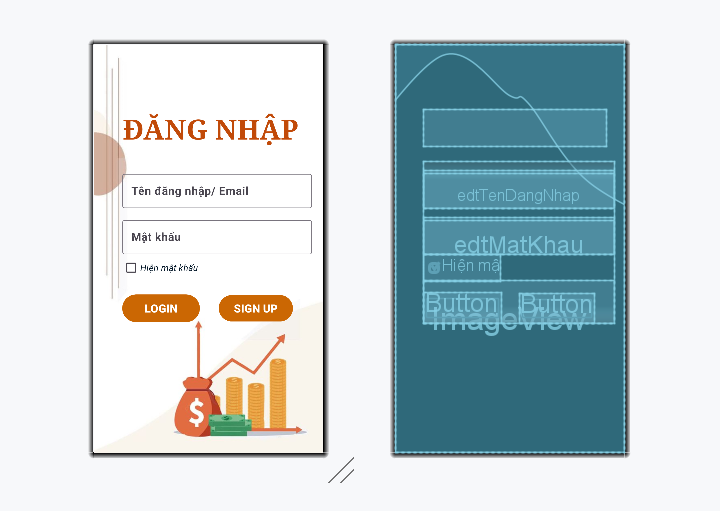 ĐĂNG NHẬP
Tên đăng nhập/ Email
Mật khẩu
Hiện mật khẩu
LOGIN
SIGN UP
$
edtTenDangNhap
edtMatKhau
Hiện mậ
Button
Button
ImageView